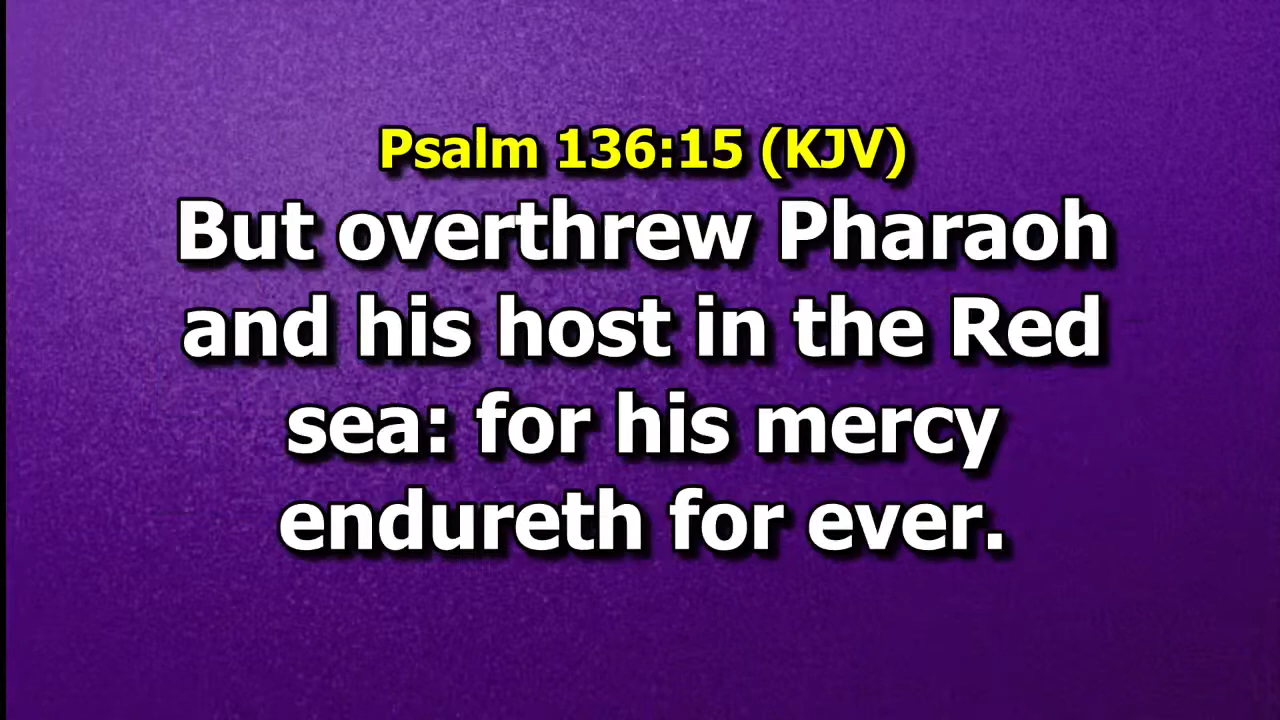 Psalm 136:15 (KJV)
But overthrew Pharaoh
and his host in the Red
sea: for his mercy
endureth for ever.